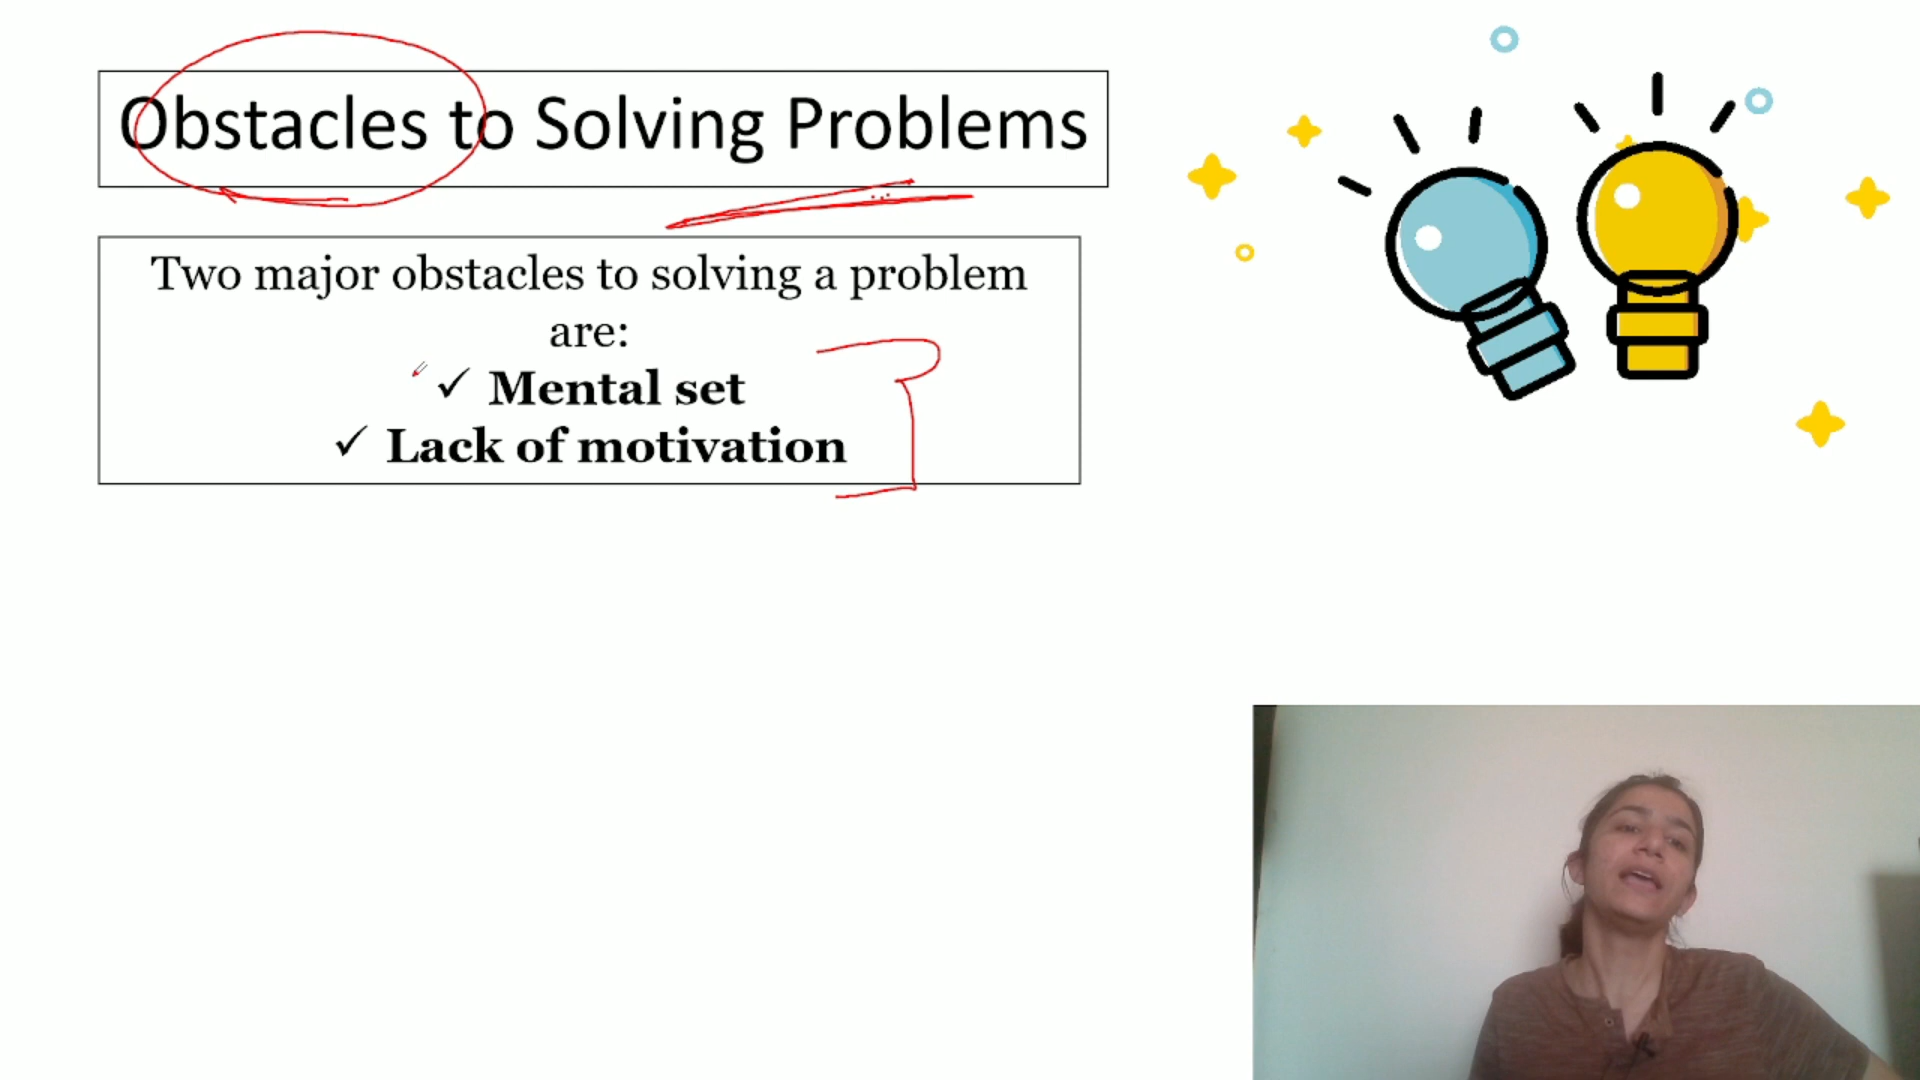 Obstacles to Solving Problems
Two major obstacles to solving a problem
are:
✓ Mental set
✓ Lack of motivation